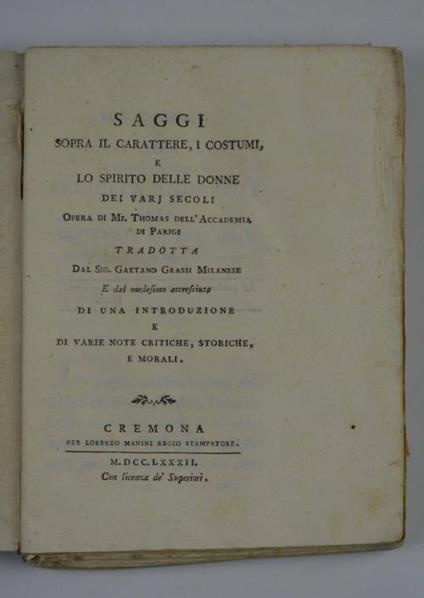 SAGGI
SOPRA IL CARATTERE, I COSTUMI,
E
LO SPIRITO DELLE DONNE
DEI VARJ SECOLI
OPERA DI Mr. THOMAS DELL'ACCADEMIA
DI PARIGI
TRADOTTA
DAL SIG. GAETANO GRASSI MILANESE
E dal medesimo accresciuta
DI UNA INTRODUZIONE
E
DI VARIE NOTE CRITICHE, STORICHE,
E MORALI.
CREMONA
PER LORENZO MANINI REGIO STAMPATORE.
M.DCC.LXXXII.
Con licenza de' Superiori.